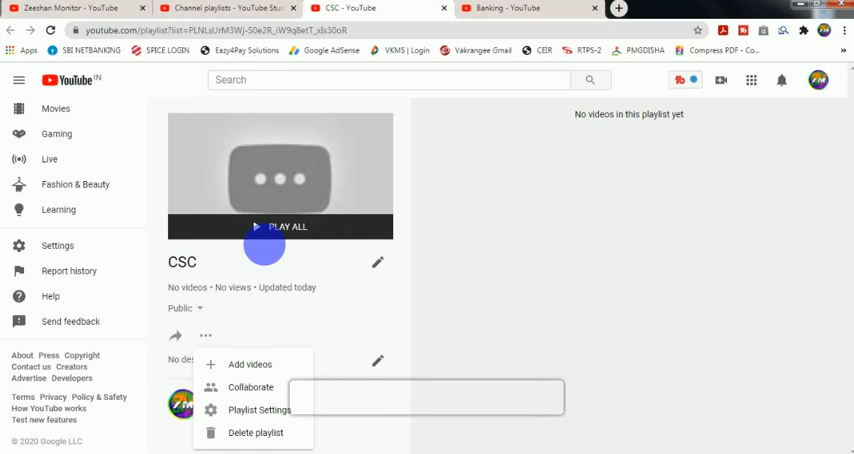 Zeeshan Monitor - YouTube
Channel playlists - YouTube Stu
CSC - YouTube
Banking - YouTube
youtube.com/playlist?list=PLNLsUrM3Wj-S0e2R_iW9q8etT_xIs30oR
Apps
SBI NETBANKING
SPICE LOGIN
Eazy4Pay Solutions
Google AdSense
VKMS | Login
Vakrangee Gmail
CEIR
RTPS-2
PMGDISHA
Compress PDF - Co...
YouTube IN
Search
Movies
Gaming
Live
Fashion & Beauty
Learning
Settings
Report history
Help
Send feedback
About Press Copyright
Contact us Creators
Advertise Developers
Terms Privacy Policy & Safety
How YouTube works
Test new features
© 2020 Google LLC
PLAY ALL
CSC
No videos • No views • Updated today
Public
No des
Add videos
Collaborate
Playlist Settings
Delete playlist
No videos in this playlist yet